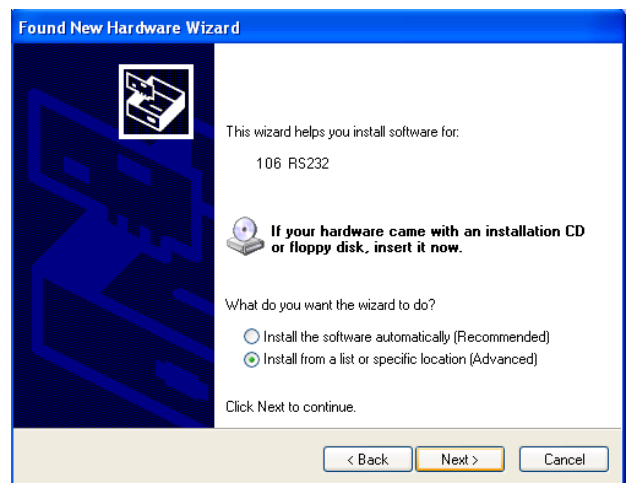 Found New Hardware Wizard
This wizard helps you install software for:
106 RS232
If your hardware came with an installation CD
or floppy disk, insert it now.
What do you want the wizard to do?
Install the software automatically (Recommended)
Install from a list or specific location (Advanced)
Click Next to continue.
< Back
Next >
Cancel